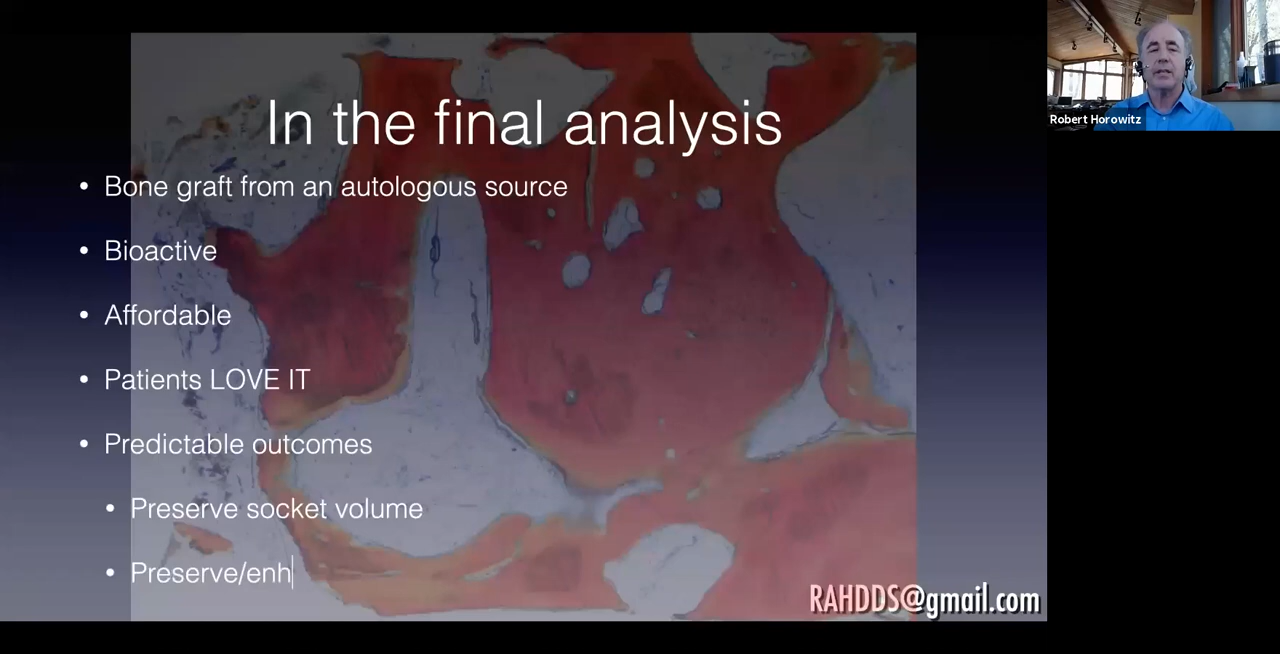 In the final analysis
• Bone graft from an autologous source
• Bioactive
• Affordable
• Patients LOVE IT
• Predictable outcomes
• Preserve socket volume
• Preserve/enh
RAHDDS@gmail.com
Robert Horowitz